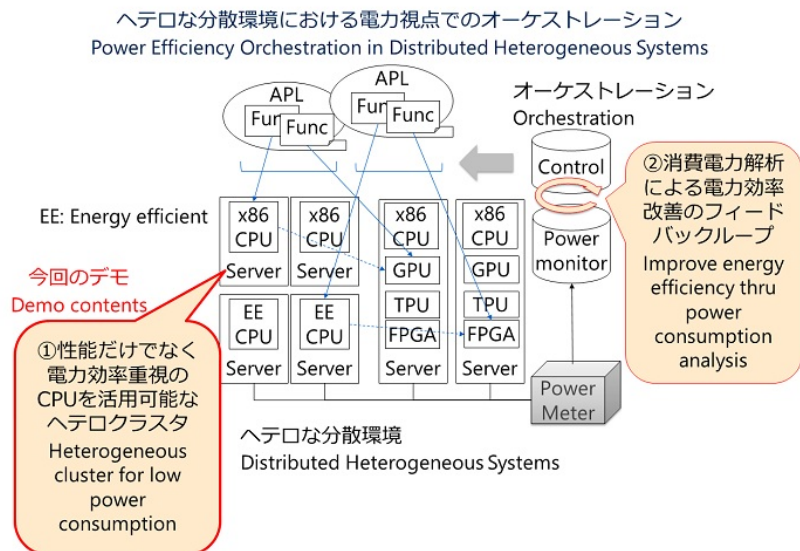 ヘテロな分散環境における電力視点でのオーケストレーション
Power Efficiency Orchestration in Distributed Heterogeneous Systems
APL
Func
Func
APL
Func
Func
オーケストレーション
Orchestration
Control
Power
monitor
②消費電力解析
による電力効率
改善のフィード
バックループ
Improve energy
efficiency thru
power
consumption
analysis
EE: Energy efficient
x86
CPU
Server
x86
CPU
Server
EE
CPU
Server
EE
CPU
Server
x86
CPU
GPU
TPU
FPGA
Server
x86
CPU
GPU
TPU
FPGA
Server
Power
Meter
今回のデモ
Demo contents
①性能だけでなく
電力効率重視の
CPUを活用可能な
ヘテロクラスタ
Heterogeneous
cluster for low
power
consumption
ヘテロな分散環境
Distributed Heterogeneous Systems